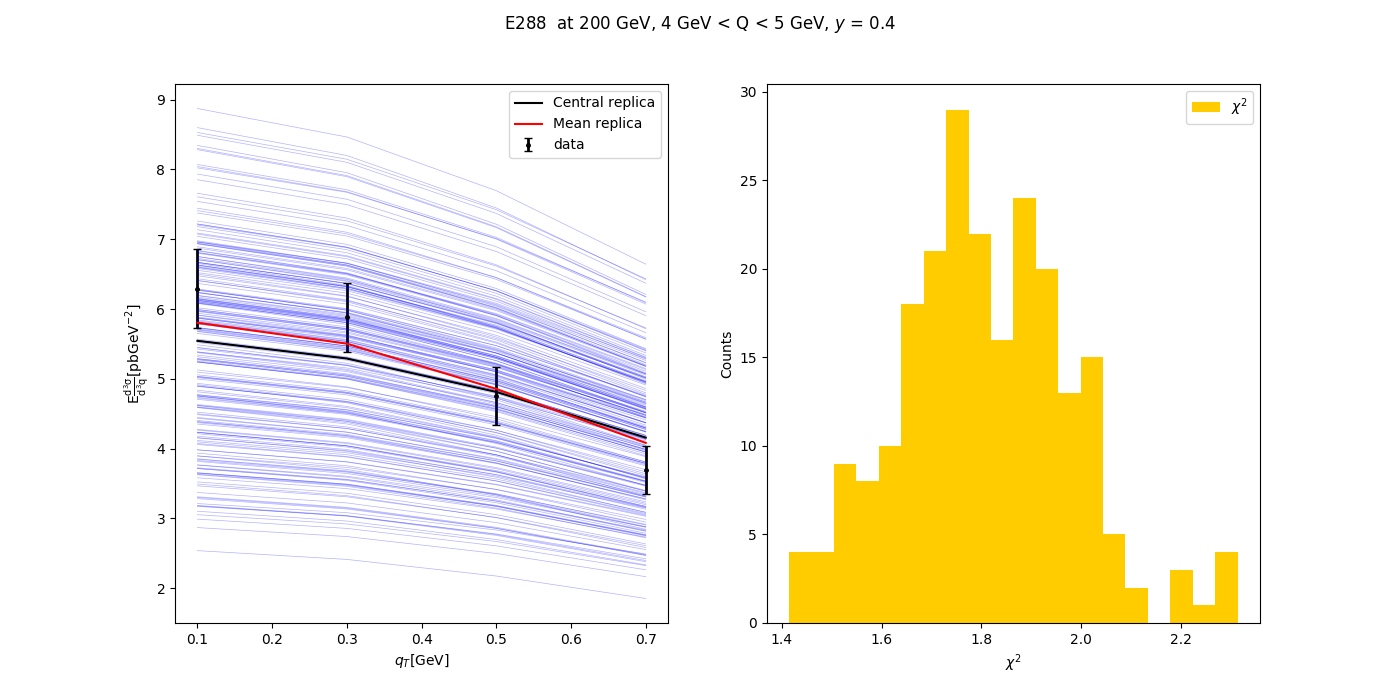 E288 at 200 GeV, 4 GeV < Q < 5 GeV, y = 0.4
9
8
7
6
5
4
3
2
E d³σ/d³q [pbGeV⁻²]
0.1 0.2 0.3 0.4 0.5 0.6 0.7
q_T[GeV]
Central replica
Mean replica
data
30
25
20
15
10
5
0
Counts
1.4 1.6 1.8 2.0 2.2
χ²
χ²